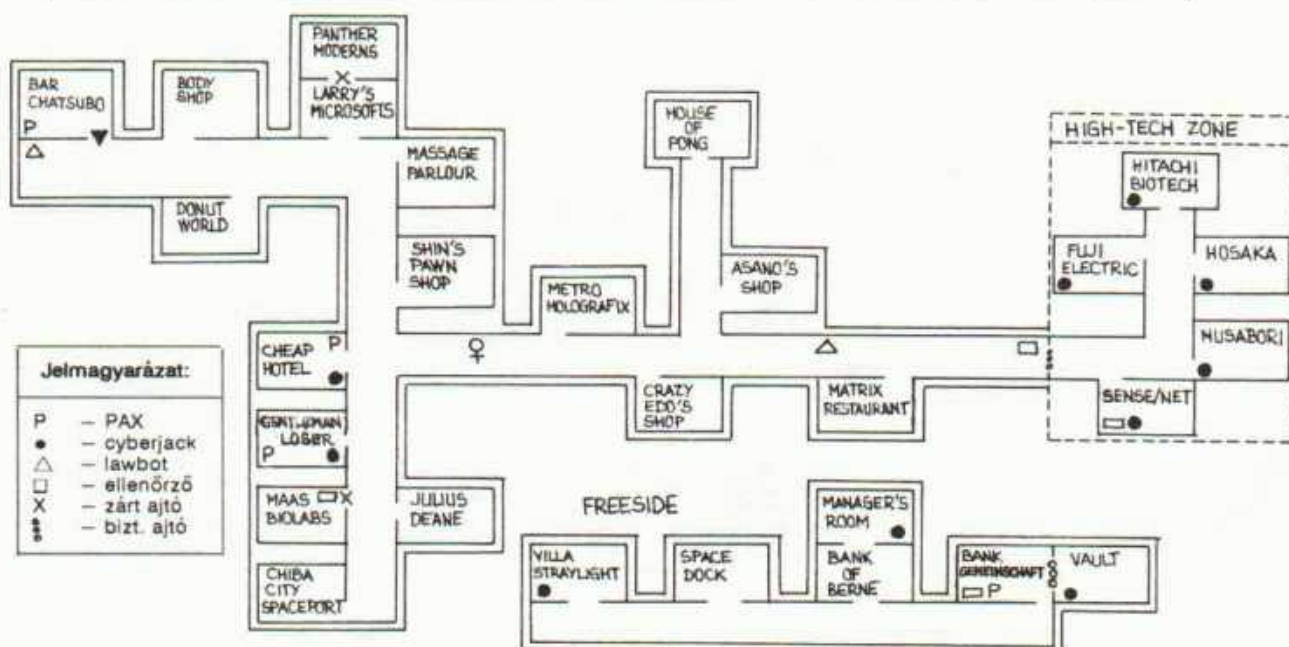 PANTHER
MODERNS
X
LARRY'S
MICROSOFTS
BAR
CHATSUBO
P
BODY
SHOP
DONUT
WORLD
MASSAGE
PARLOUR
SHIN'S
PAWN
SHOP
HOUSE
OF
PONG
ASANO'S
SHOP
METRO
HOLOGRAFIX
HIGH-TECH ZONE
HITACHI
BIOTECH
FUJI
ELECTRIC
HOSAKA
MUSABORI
SENSE/NET
CHEAP
HOTEL
P
GENTLEMAN
LOSER
P
MAAS
BIOLABS
X
JULIUS
DEANE
CHIBA
CITY
SPACEPORT
CRAZY
EDO'S
SHOP
MATRIX
RESTAURANT
Jelmagyarázat:
P – PAX
● – cyberjack
△ – lawbot
□ – ellenőrző
X – zárt ajtó
– bizt. ajtó
FREESIDE
VILLA
STRAYLIGHT
SPACE
DOCK
MANAGER'S
ROOM
BANK
OF
BERNE
BANK
GEMEINSCHAFT
P
VAULT